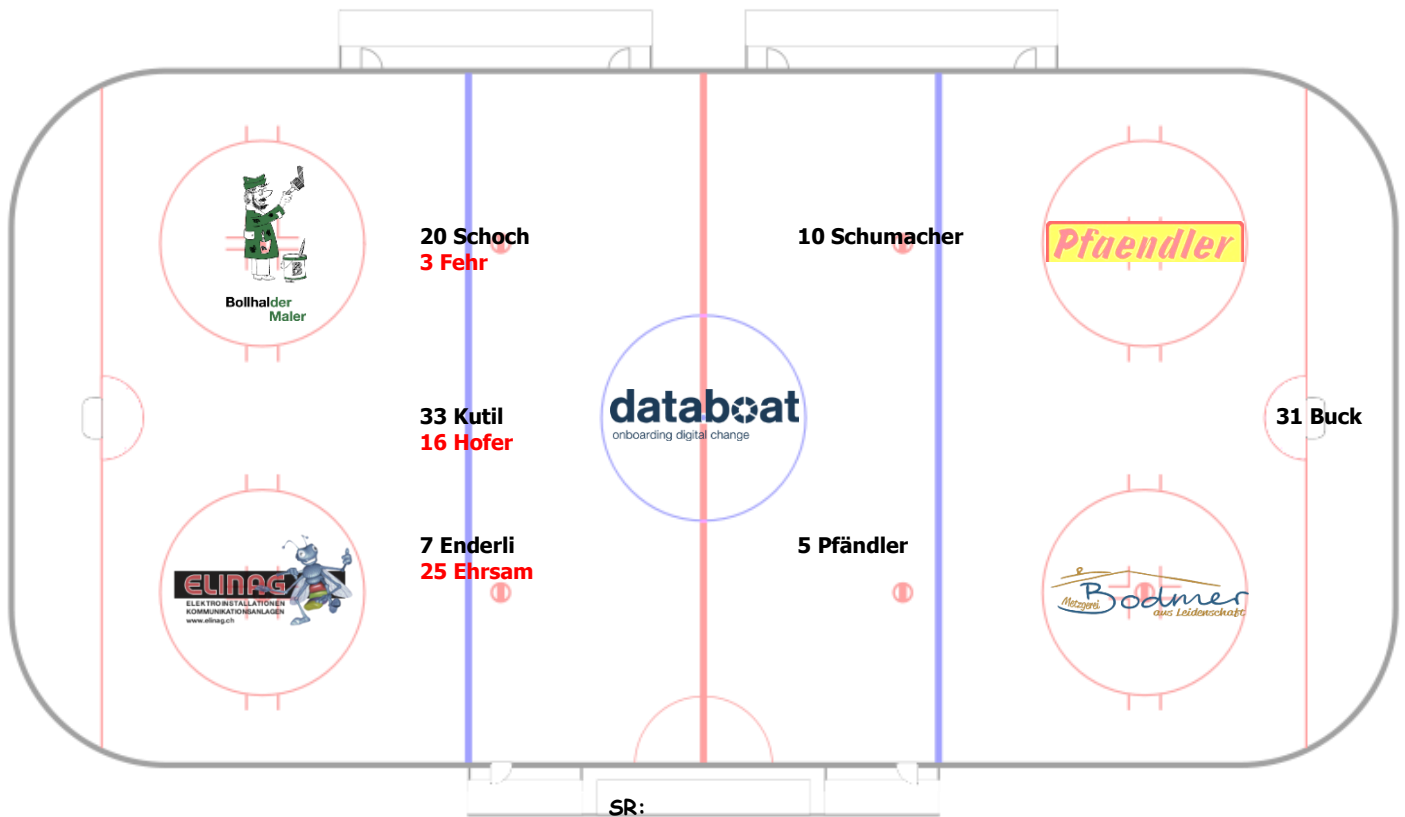 20 Schoch
3 Fehr
10 Schumacher
Pfaendler
Bollhalder
Maler
databoat
onboarding digital change
33 Kutil
16 Hofer
31 Buck
7 Enderli
25 Ehrsam
5 Pfändler
ELINAG
ELEKTROINSTALLATIONEN
KOMMUNIKATIONSANLAGEN
www.elinag.ch
Metzgerei Bodmer
aus Leidenschaft
SR: